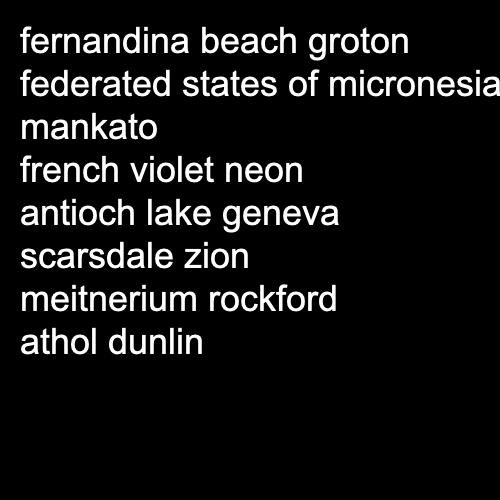 fernandina beach groton
federated states of micronesia
mankato
french violet neon
antioch lake geneva
scarsdale zion
meitnerium rockford
athol dunlin